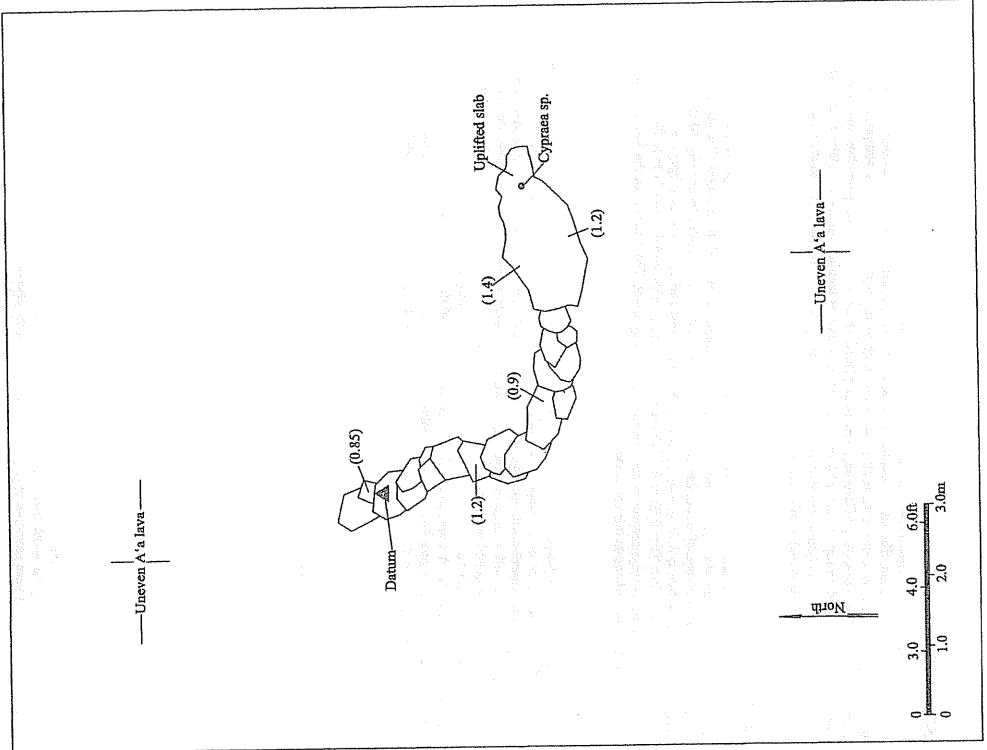 Uplifted slab
Cypraea sp.
(1.4)
(1.2)
(0.9)
(0.85)
(1.2)
Datum
Uneven A‘a lava
Uneven A‘a lava
North
0 3.0 4.0 6.0ft
0 1.0 2.0 3.0m